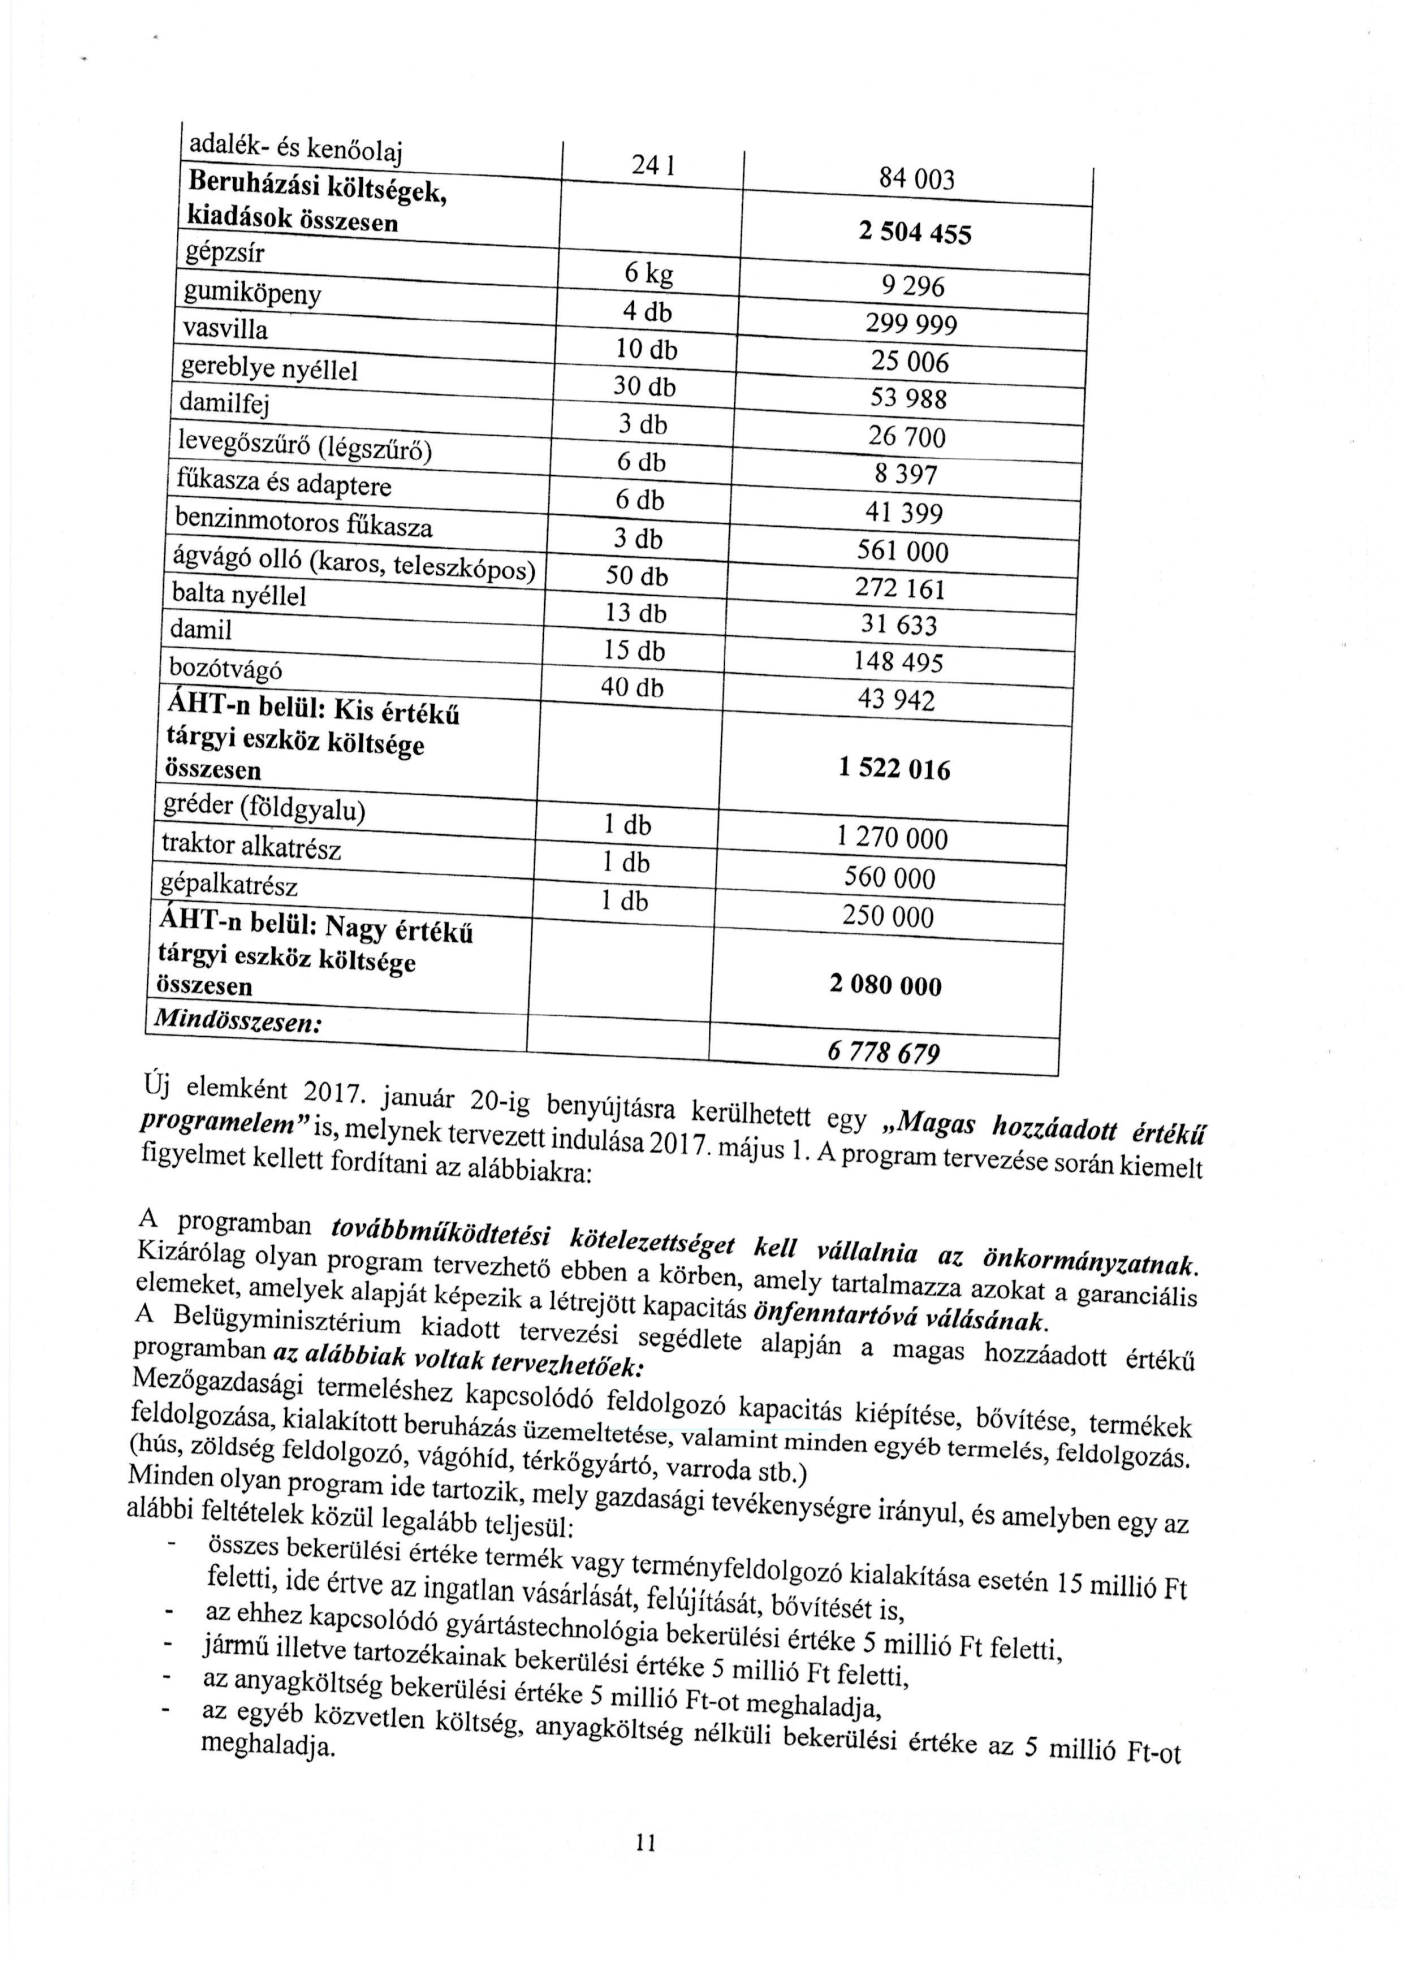 adalék- és kenőolaj 24 l 84 003
Beruházási költségek,
kiadások összesen 2 504 455
gépzsír 6 kg 9 296
gumiköpeny 4 db 299 999
vasvilla 10 db 25 006
gereblye nyéllel 30 db 53 988
damilfej 3 db 26 700
levegőszűrő (légszűrő) 6 db 8 397
fűkasza és adaptere 6 db 41 399
benzinmotoros fűkasza 3 db 561 000
ágvágó olló (karos, teleszkópos) 50 db 272 161
balta nyéllel 13 db 31 633
damil 15 db 148 495
bozótvágó 40 db 43 942
ÁHT-n belül: Kis értékű
tárgyi eszköz költsége
összesen 1 522 016
gréder (földgyalu) 1 db 1 270 000
traktor alkatrész 1 db 560 000
gépalkatrész 1 db 250 000
ÁHT-n belül: Nagy értékű
tárgyi eszköz költsége
összesen 2 080 000
Mindösszesen: 6 778 679
Új elemként 2017. január 20-ig benyújtásra kerülhetett egy „Magas hozzáadott értékű
programelem” is, melynek tervezett indulása 2017. május 1. A program tervezése során kiemelt
figyelmet kellett fordítani az alábbiakra:
A programban továbbműködtetési kötelezettséget kell vállalnia az önkormányzatnak.
Kizárólag olyan program tervezhető ebben a körben, amely tartalmazza azokat a garanciális
elemeket, amelyek alapját képezik a létrejött kapacitás önfenntartóvá válásának.
A Belügyminisztérium kiadott tervezési segédlete alapján a magas hozzáadott értékű
programban az alábbiak voltak tervezhetőek:
Mezőgazdasági termeléshez kapcsolódó feldolgozó kapacitás kiépítése, bővítése, termékek
feldolgozása, kialakított beruházás üzemeltetése, valamint minden egyéb termelés, feldolgozás.
(hús, zöldség feldolgozó, vágóhíd, térkőgyártó, varroda stb.)
Minden olyan program ide tartozik, mely gazdasági tevékenységre irányul, és amelyben egy az
alábbi feltételek közül legalább teljesül:
- összes bekerülési értéke termék vagy terményfeldolgozó kialakítása esetén 15 millió Ft
feletti, ide értve az ingatlan vásárlását, felújítását, bővítését is,
- az ehhez kapcsolódó gyártástechnológia bekerülési értéke 5 millió Ft feletti,
- jármű illetve tartozékainak bekerülési értéke 5 millió Ft feletti,
- az anyagköltség bekerülési értéke 5 millió Ft-ot meghaladja,
- az egyéb közvetlen költség, anyagköltség nélküli bekerülési értéke az 5 millió Ft-ot
meghaladja.
11